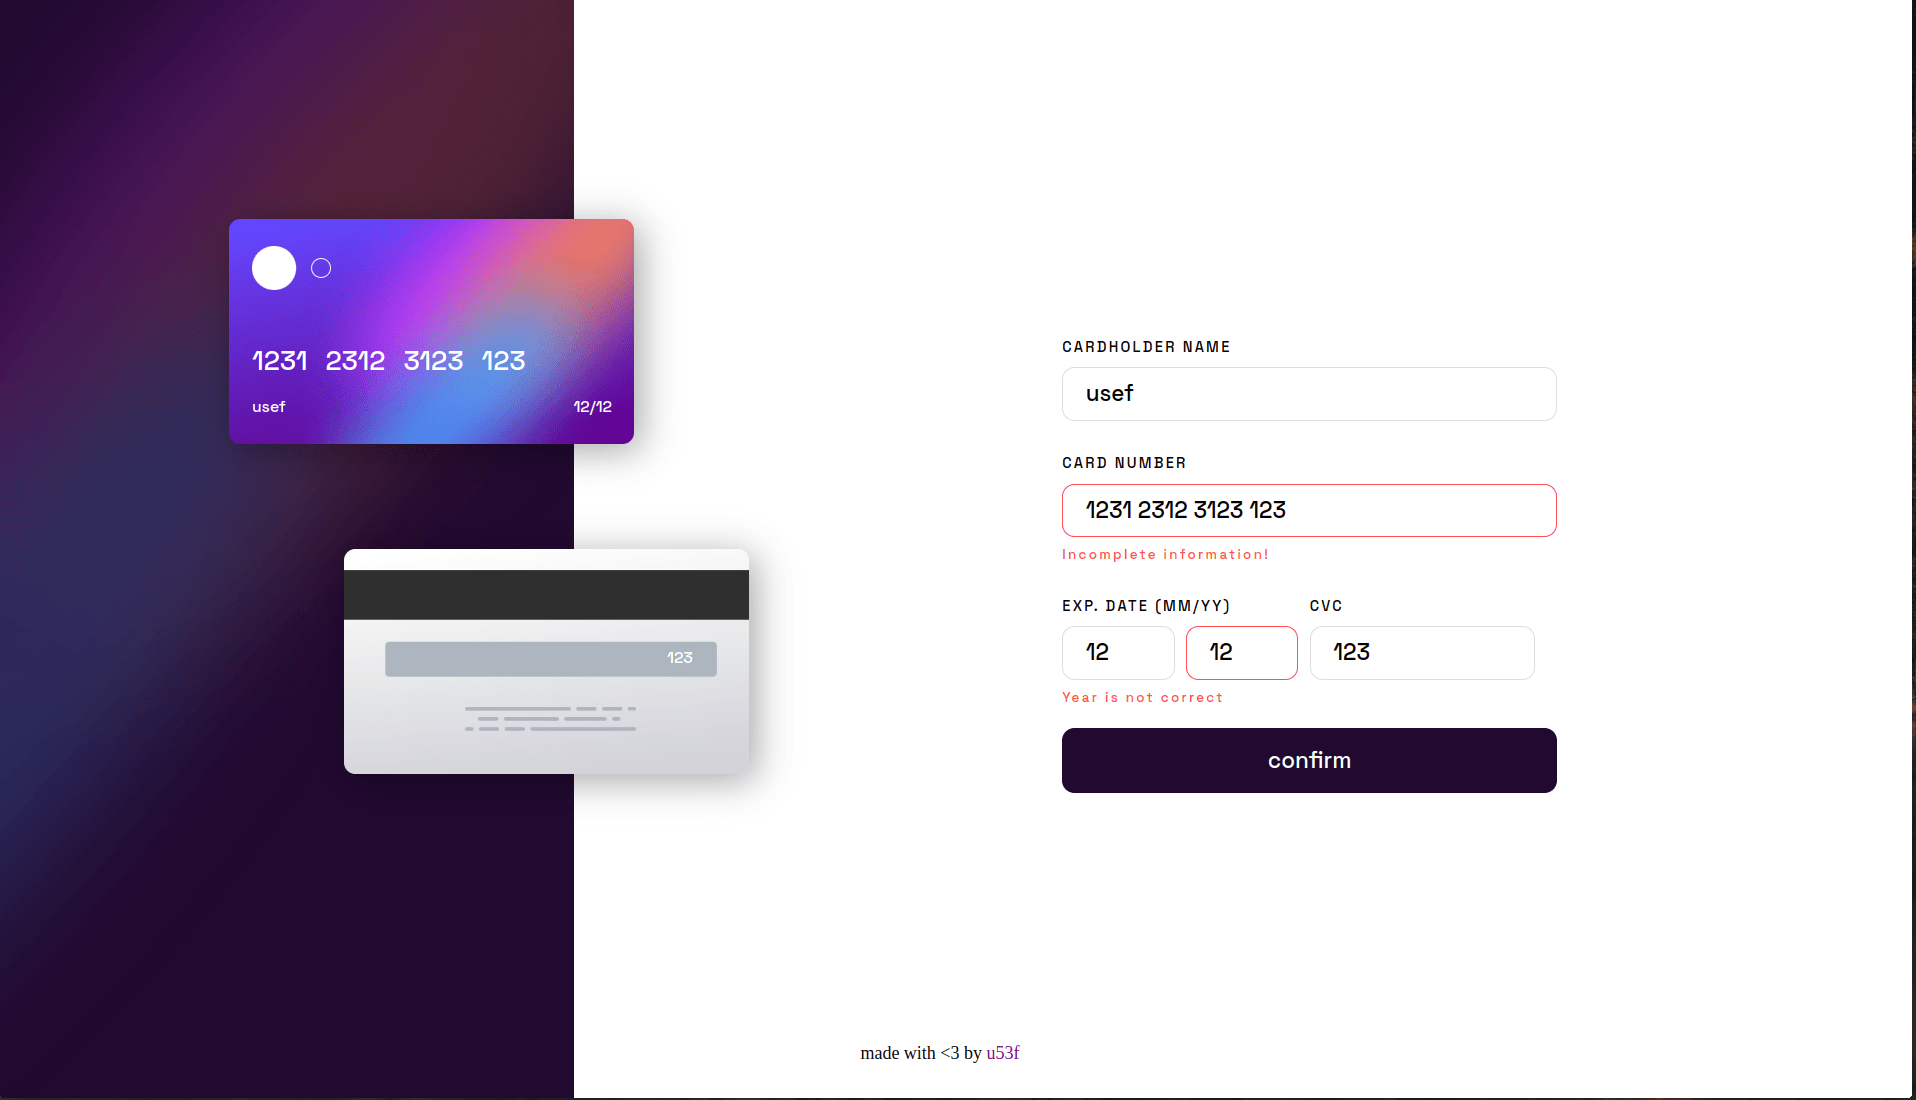 1231 2312 3123 123
usef 12/12
123
CARDHOLDER NAME
usef
CARD NUMBER
1231 2312 3123 123
Incomplete information!
EXP. DATE (MM/YY) CVC
12 12 123
Year is not correct
confirm
made with <3 by u53f